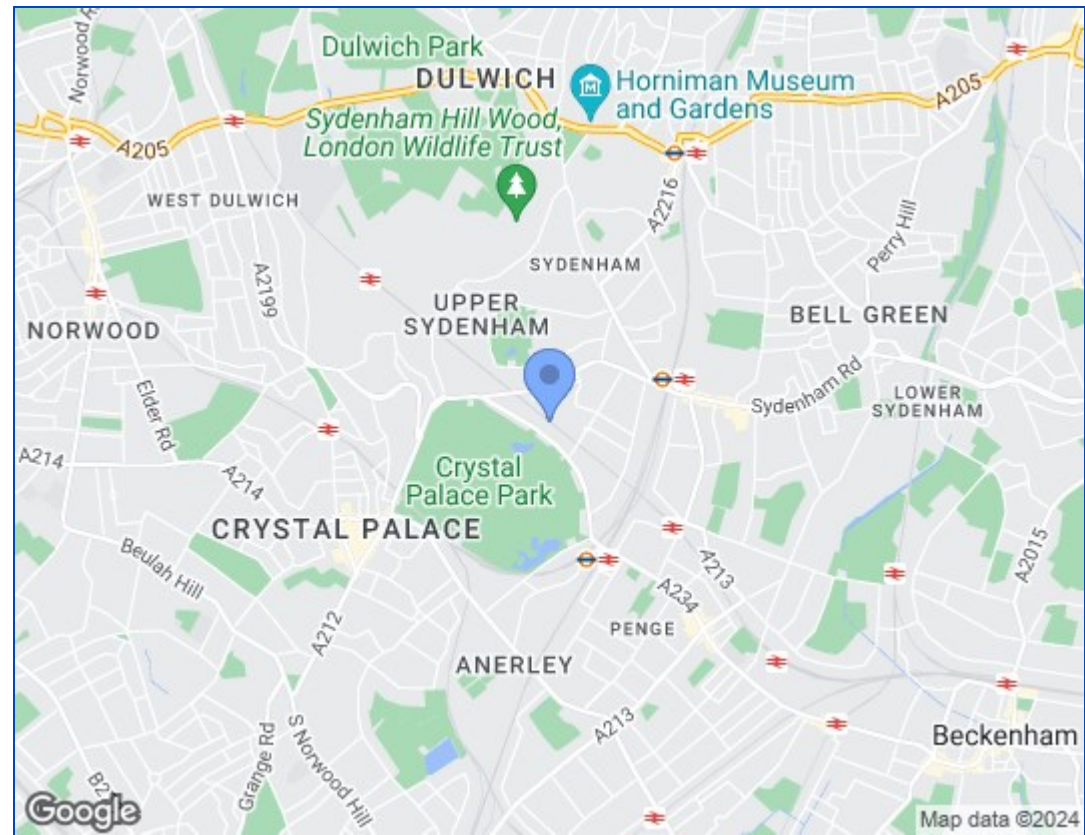 Norwood R
Dulwich Park
DULWICH
Horniman Museum
and Gardens
A205
Sydenham Hill Wood,
London Wildlife Trust
A205
WEST DULWICH
A2216
Perry Hill
SYDENHAM
A2199
UPPER
SYDENHAM
BELL GREEN
NORWOOD
Elder Rd
Sydenham Rd
LOWER
SYDENHAM
A214
A214
Crystal
Palace Park
CRYSTAL PALACE
Beulah Hill
A213
A2015
A234
A212
PENGE
ANERLEY
A213
Grange Rd
S Norwood Hill
Beckenham
B2
Google
Map data ©2024